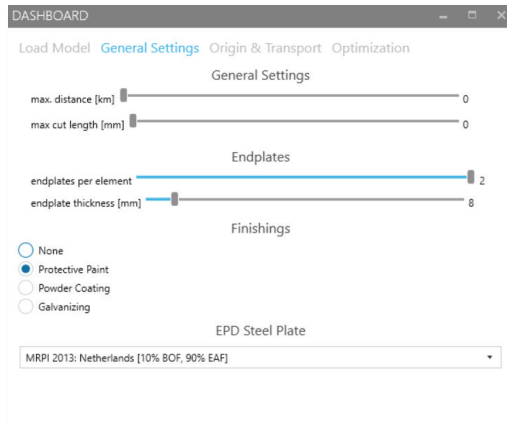 DASHBOARD
Load Model General Settings Origin & Transport Optimization
General Settings
max. distance [km] 0
max cut length [mm] 0
Endplates
endplates per element 2
endplate thickness [mm] 8
Finishings
None
Protective Paint
Powder Coating
Galvanizing
EPD Steel Plate
MRPI 2013: Netherlands [10% BOF, 90% EAF]